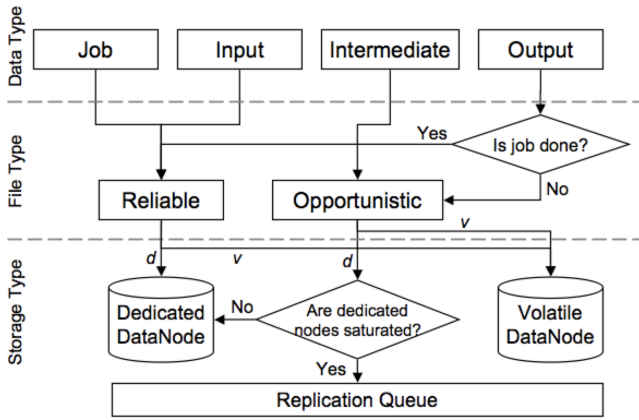 Data Type
Job
Input
Intermediate
Output
File Type
Yes
Is job done?
No
Reliable
Opportunistic
v
Storage Type
d
v
d
Dedicated
DataNode
No
Are dedicated
nodes saturated?
Volatile
DataNode
Yes
Replication Queue